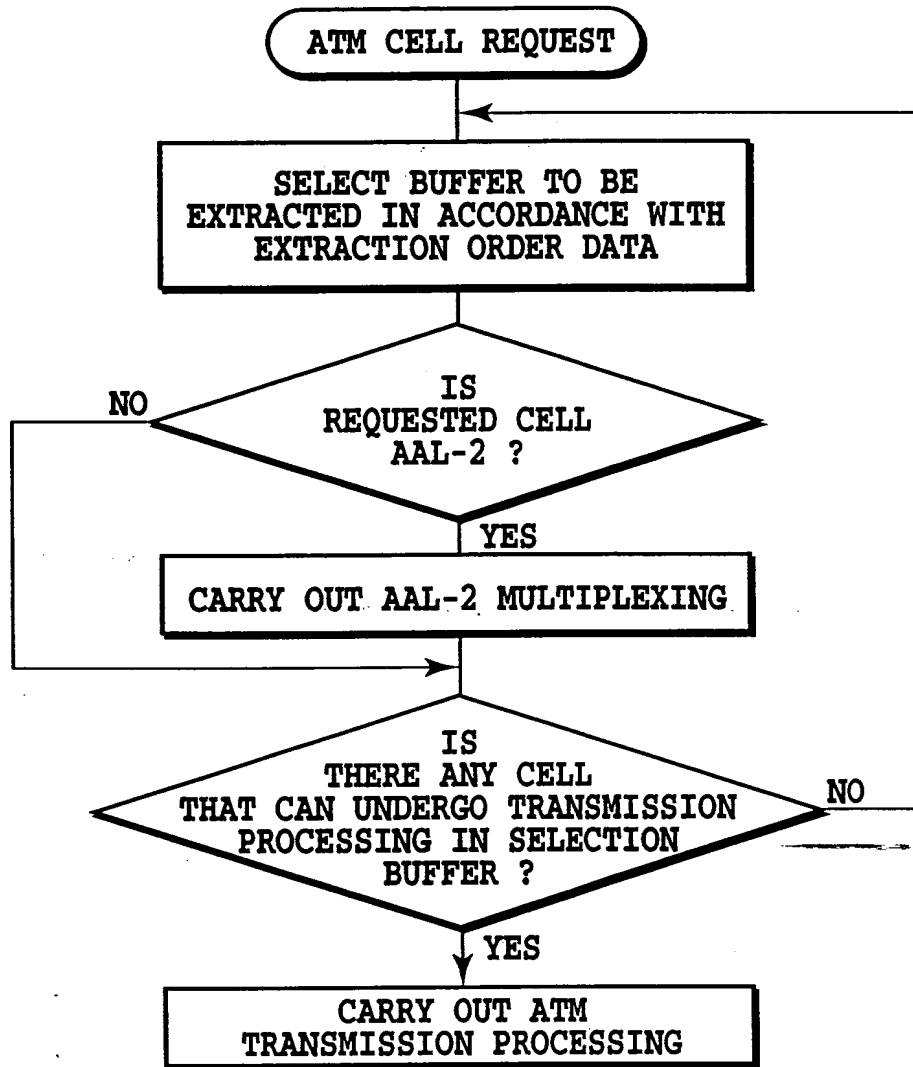 ATM CELL REQUEST
SELECT BUFFER TO BE
EXTRACTED IN ACCORDANCE WITH
EXTRACTION ORDER DATA
IS
REQUESTED CELL
AAL-2 ?
NO
YES
CARRY OUT AAL-2 MULTIPLEXING
IS
THERE ANY CELL
THAT CAN UNDERGO TRANSMISSION
PROCESSING IN SELECTION
BUFFER ?
NO
YES
CARRY OUT ATM
TRANSMISSION PROCESSING